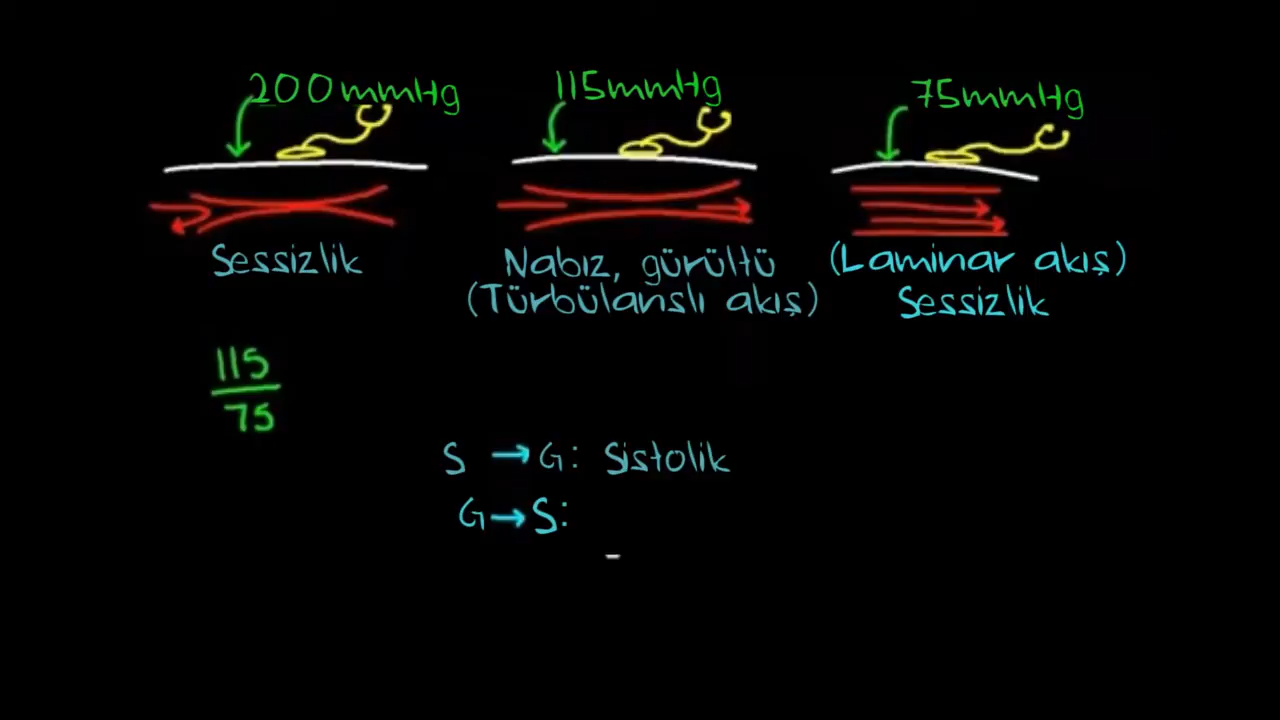 200mmHg
115mmHg
75mmHg
Sessizlik
Nabız, gürültü
(Türbülanslı akış)
(Laminar akış)
Sessizlik
115
75
S → G: Sistolik
G → S: